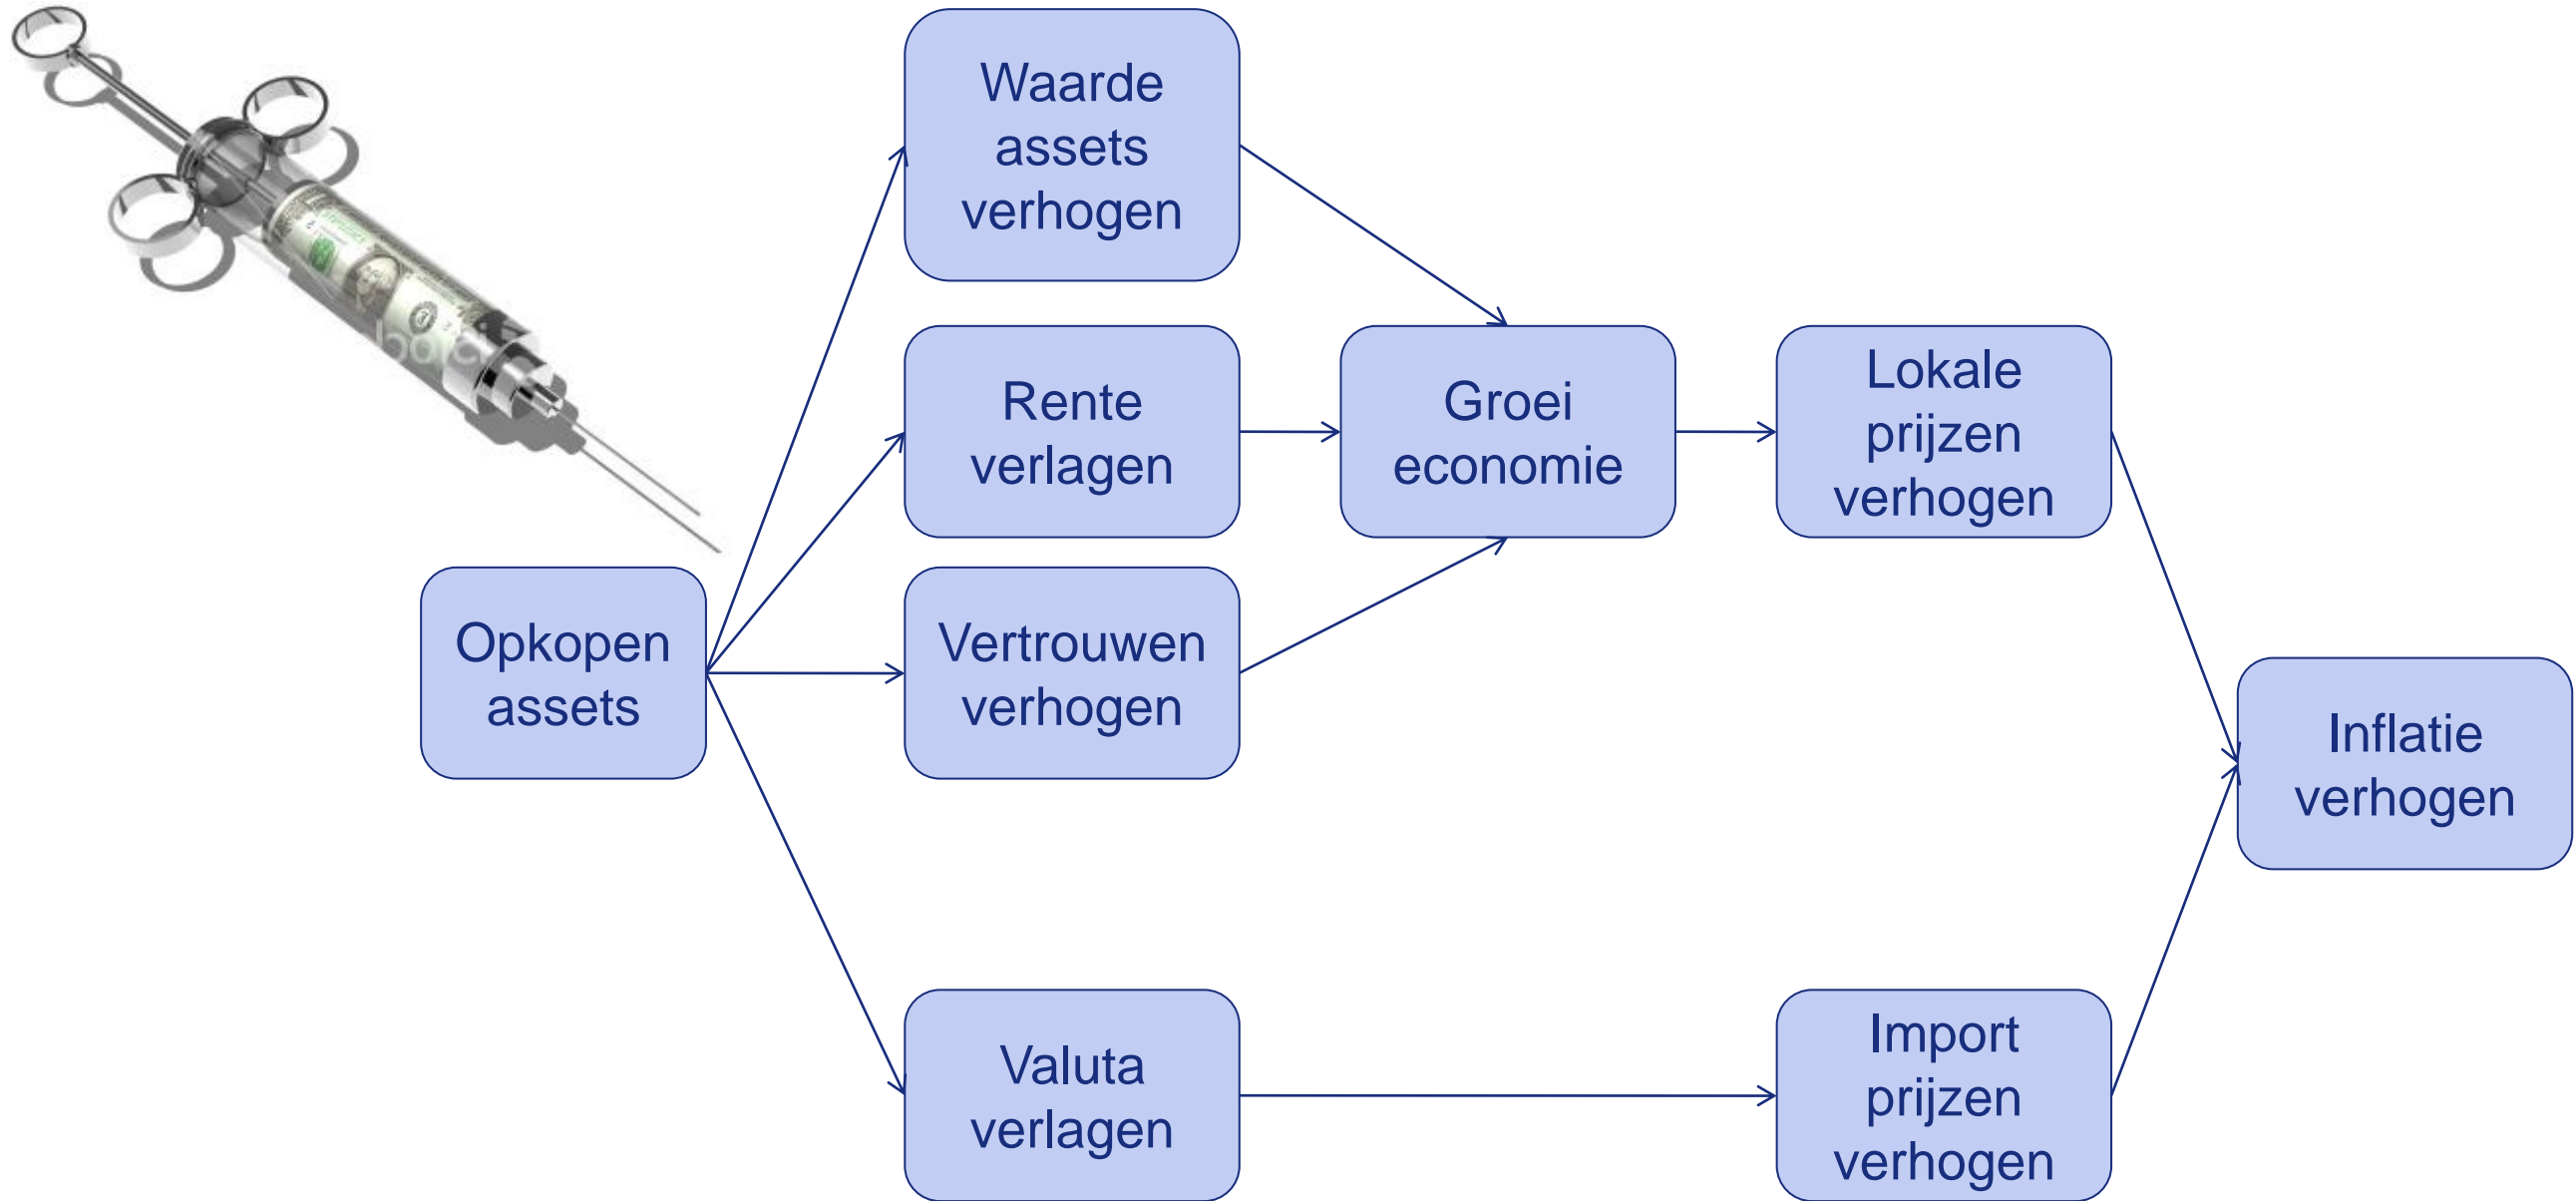 Waarde
assets
verhogen
Rente
verlagen
Groei
economie
Lokale
prijzen
verhogen
Opkopen
assets
Vertrouwen
verhogen
Inflatie
verhogen
Valuta
verlagen
Import
prijzen
verhogen